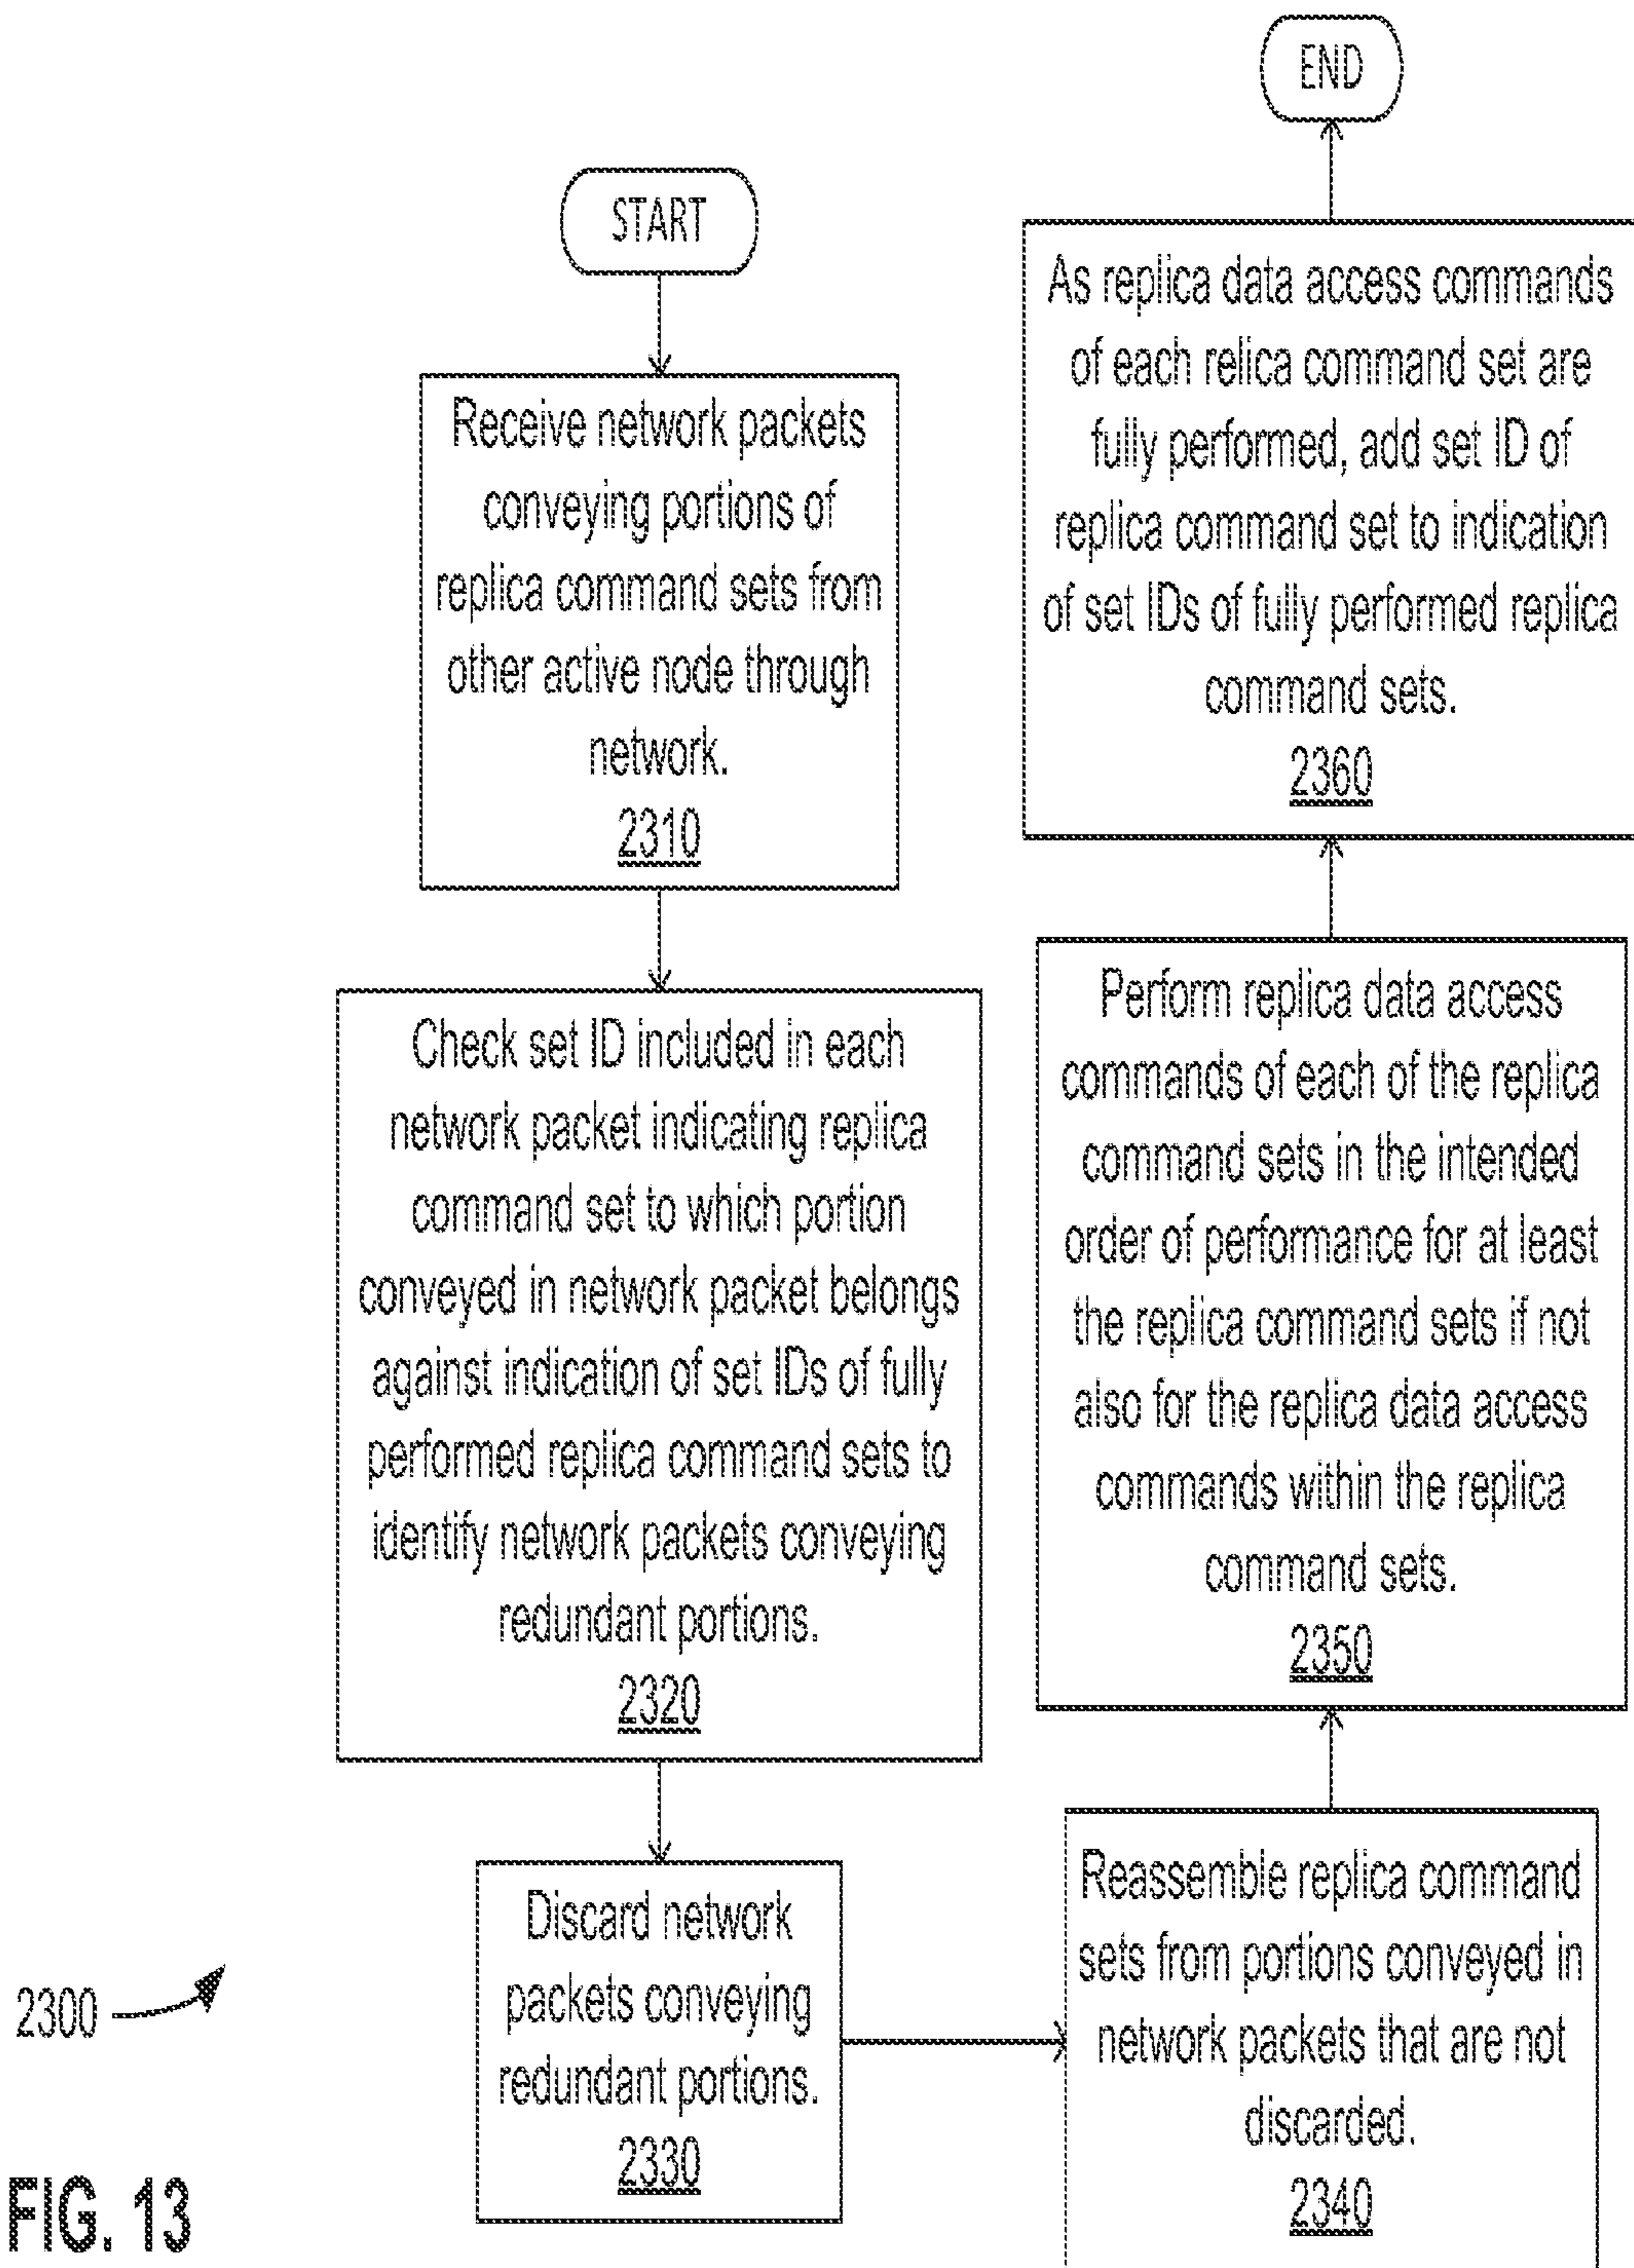 START
Receive network packets
conveying portions of
replica command sets from
other active node through
network.
2310
Check set ID included in each
network packet indicating replica
command set to which portion
conveyed in network packet belongs
against indication of set IDs of fully
performed replica command sets to
identify network packets conveying
redundant portions.
2320
Discard network
packets conveying
redundant portions.
2330
Reassemble replica command
sets from portions conveyed in
network packets that are not
discarded.
2340
Perform replica data access
commands of each of the replica
command sets in the intended
order of performance for at least
the replica command sets if not
also for the replica data access
commands within the replica
command sets.
2350
As replica data access commands
of each relica command set are
fully performed, add set ID of
replica command set to indication
of set IDs of fully performed replica
command sets.
2360
END
2300
FIG. 13